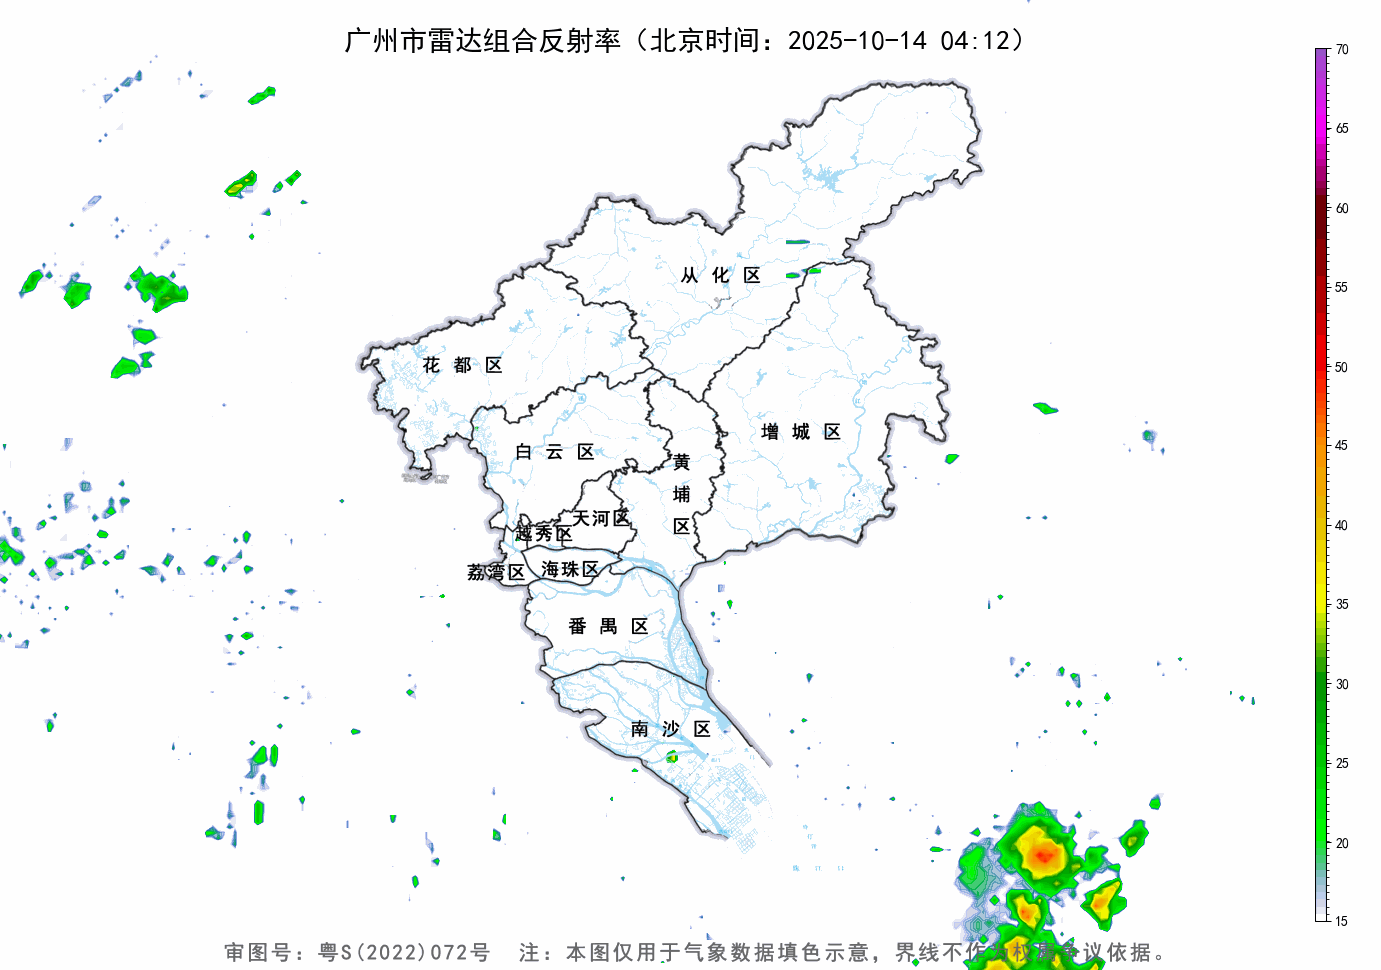 广州市雷达组合反射率（北京时间：2025-10-14 04:12）
70
65
60
55
50
45
40
35
30
25
20
15
从化区
花都区
增城区
白云区
黄埔区
天河区
越秀区
荔湾区
海珠区
番禺区
南沙区
审图号：粤S(2022)072号 注：本图仅用于气象数据填色示意，界线不作为权属争议依据。